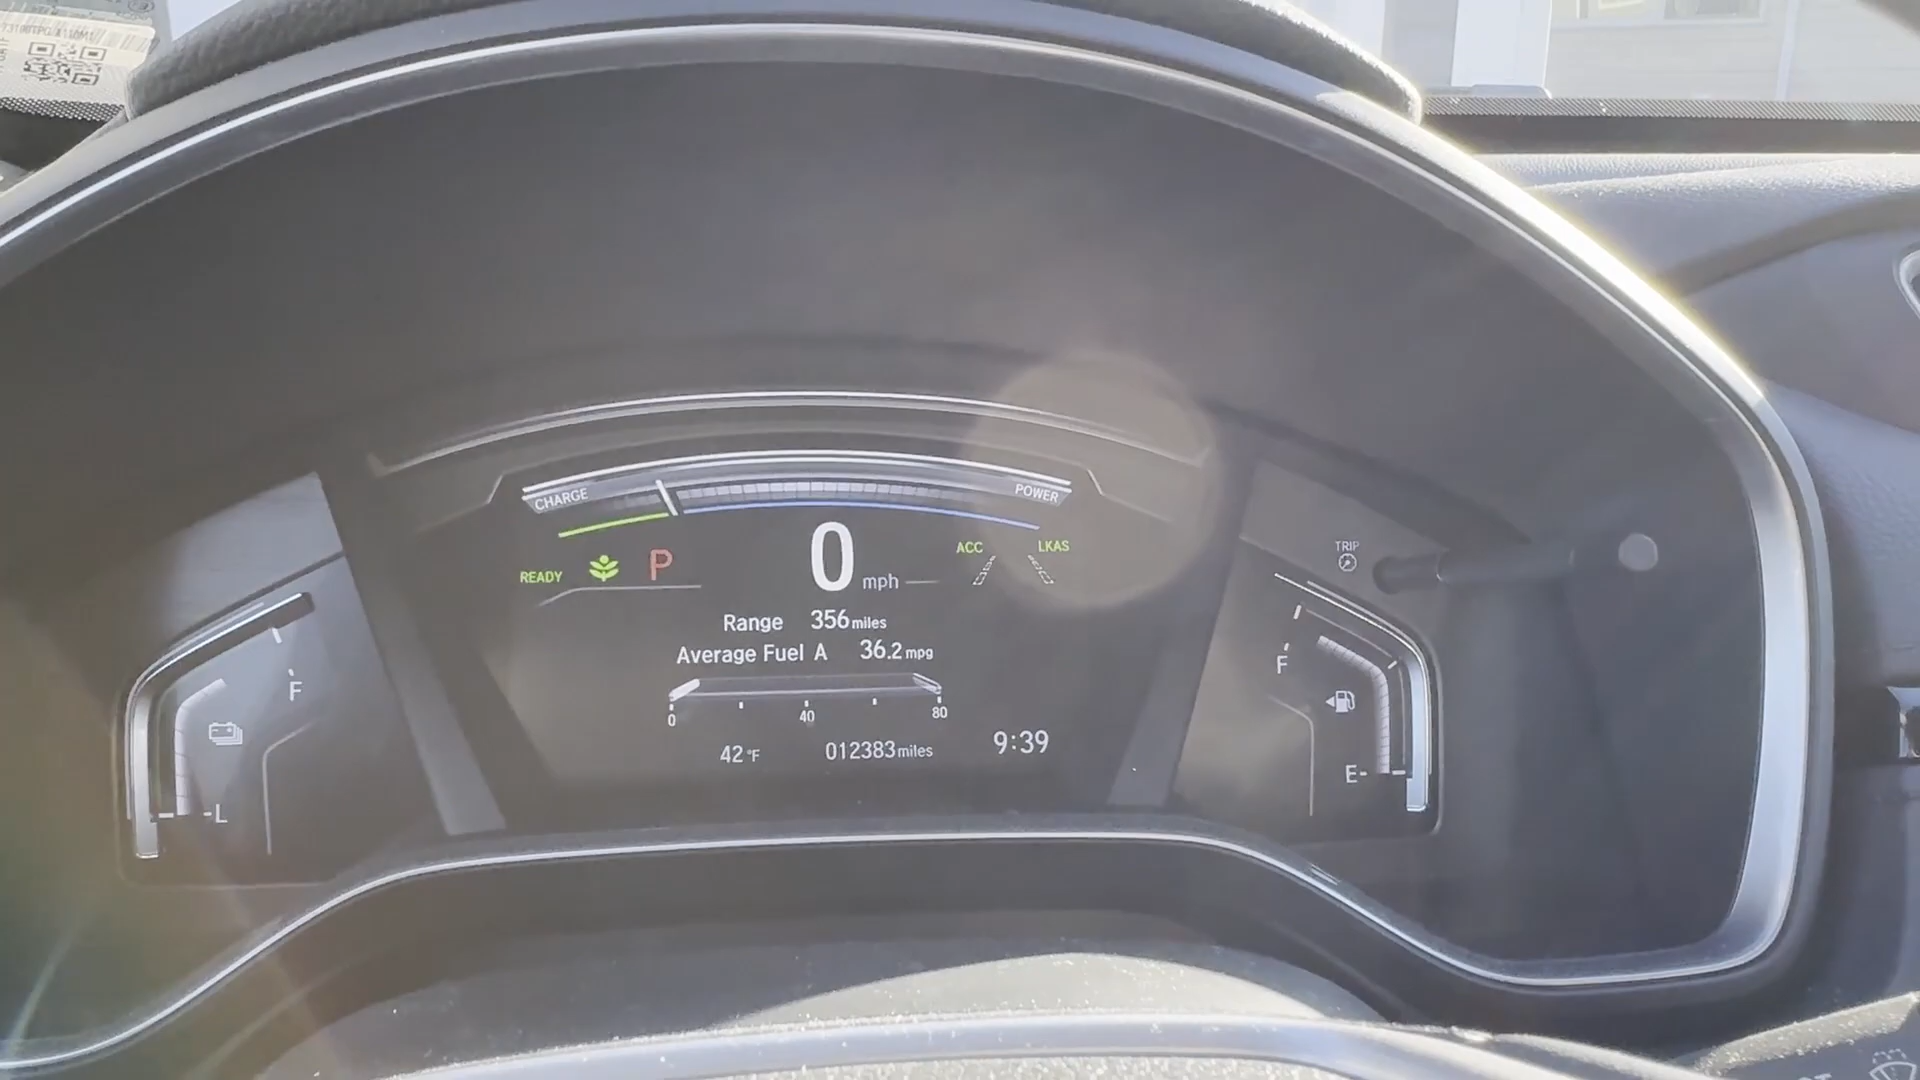 CHARGE
POWER
0 mph
ACC
LKAS
READY
P
TRIP
Range 356 miles
Average Fuel A 36.2 mpg
0 40 80
42 °F 012383 miles 9:39
F
L
F
E